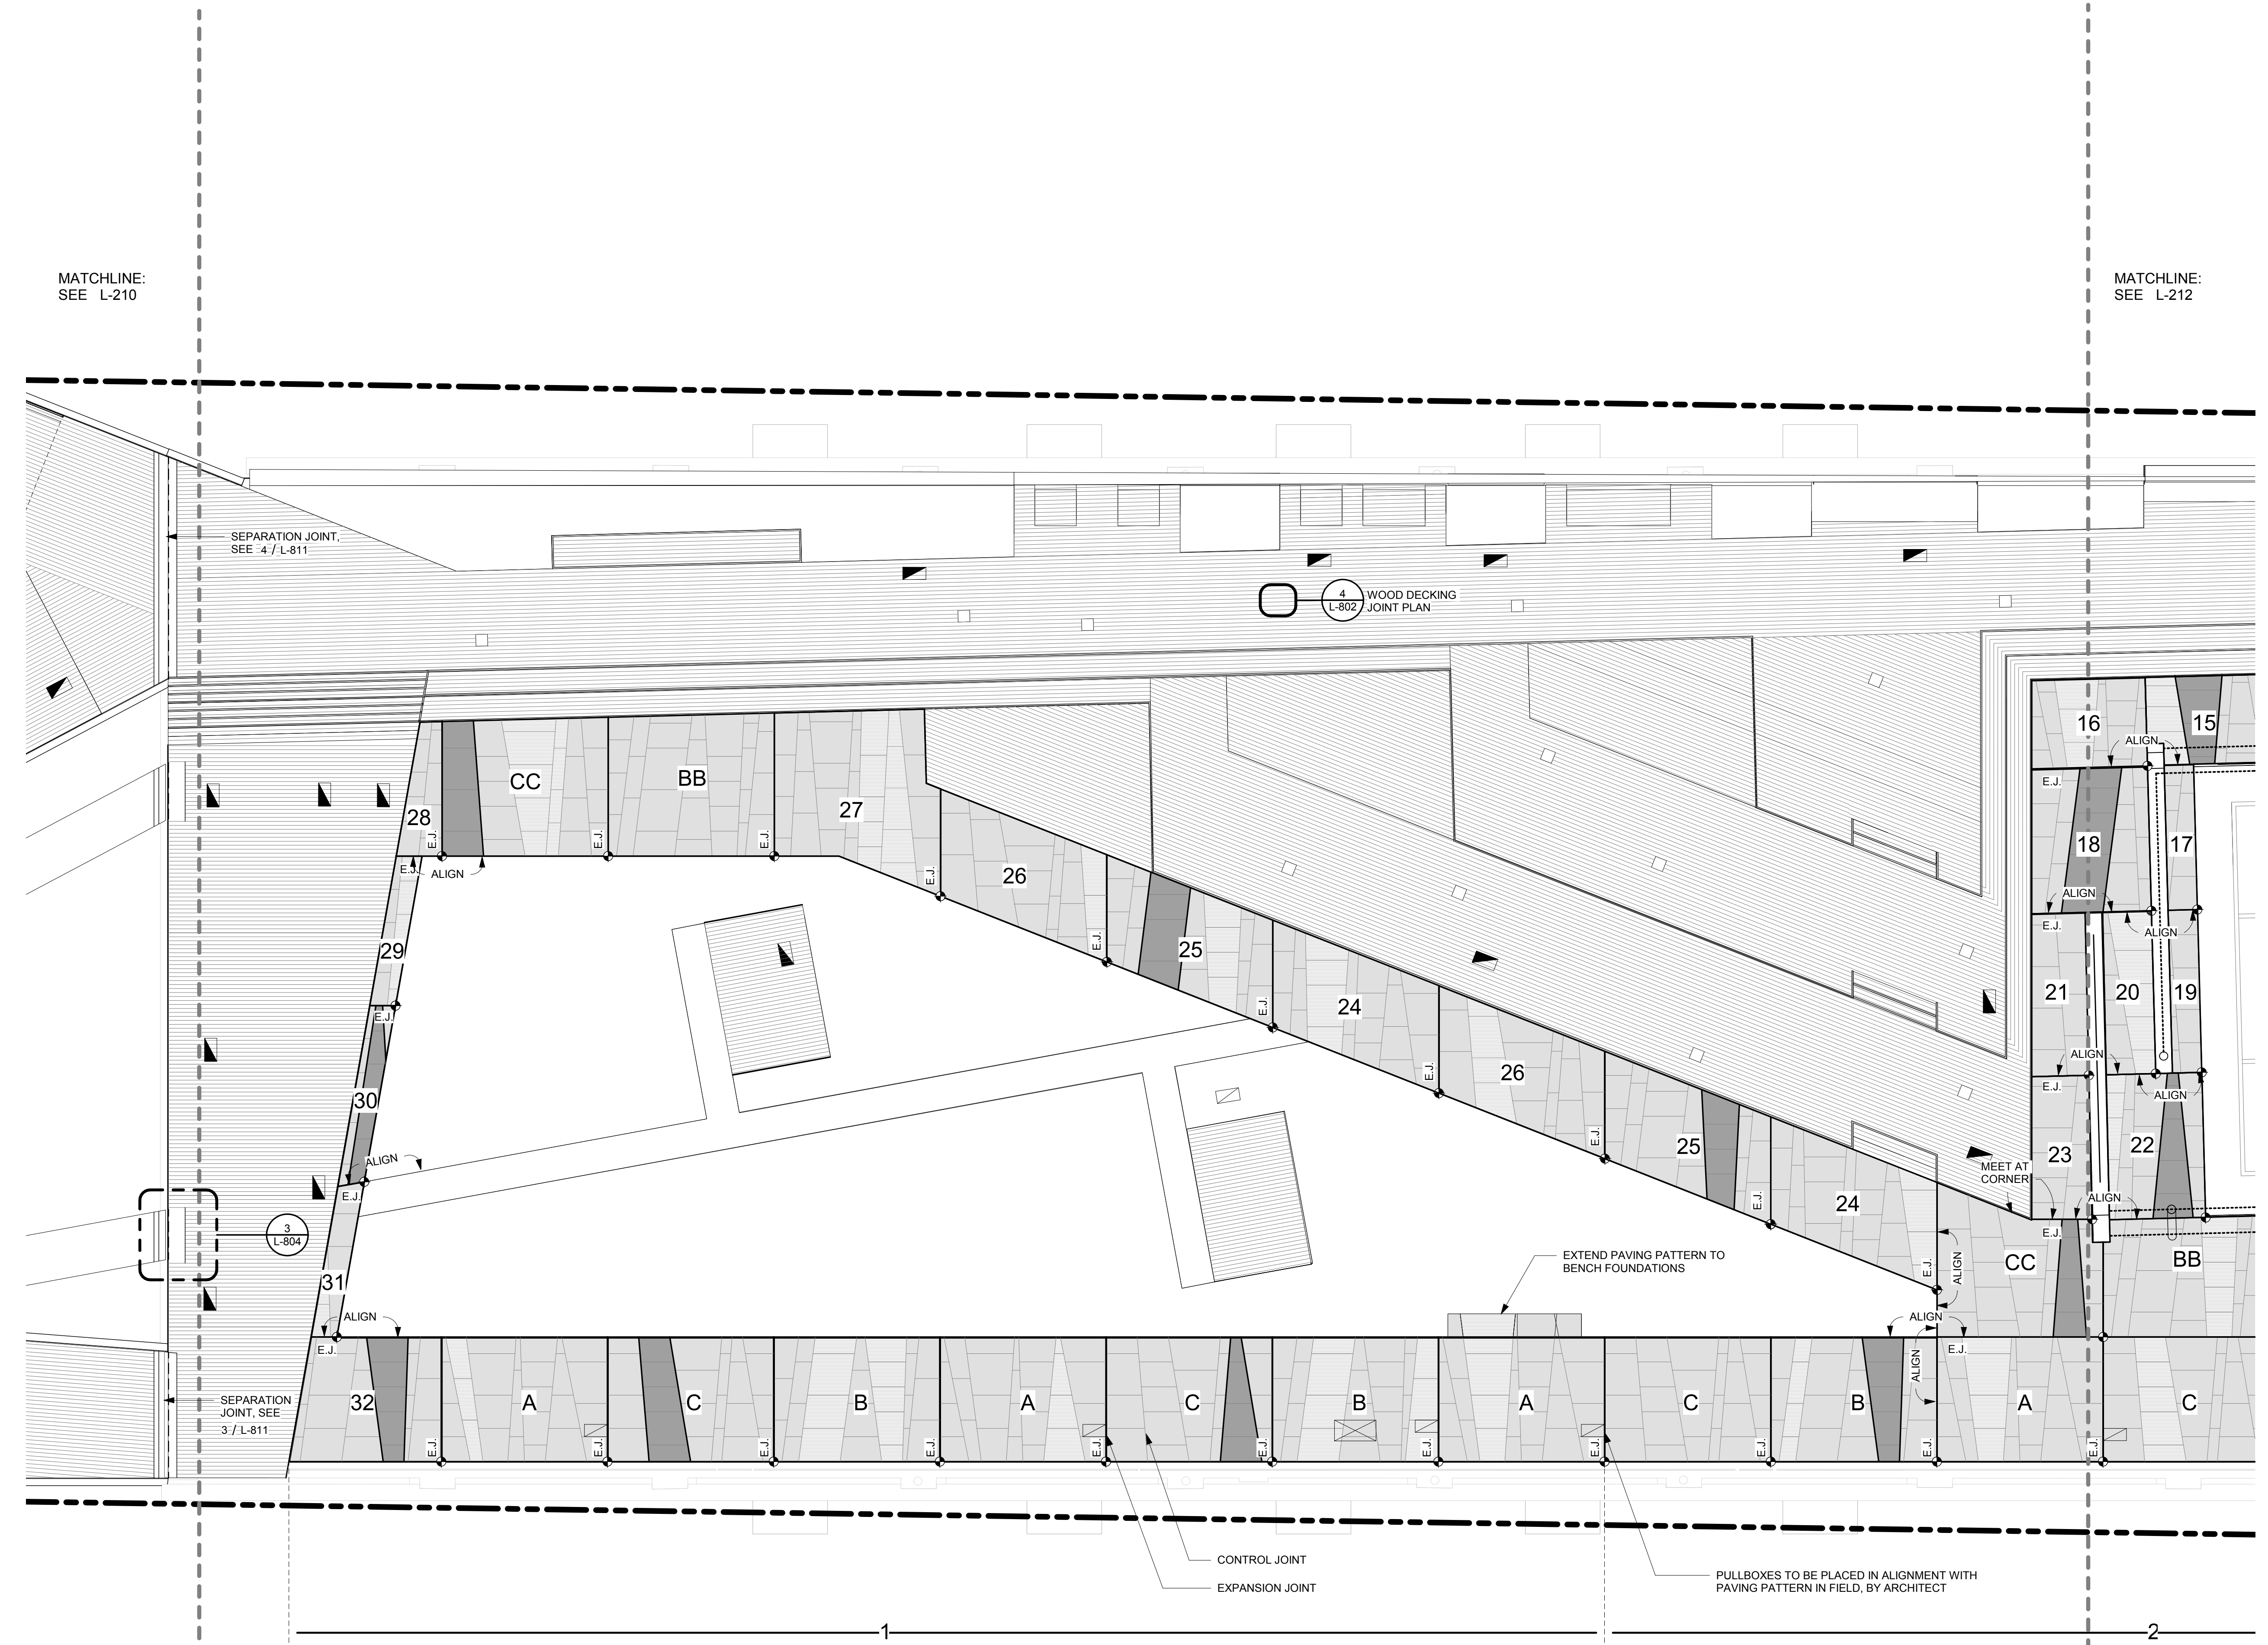 MATCHLINE:
SEE L-210
MATCHLINE:
SEE L-212
SEPARATION JOINT,
SEE 4 / L-811
4
L-802
WOOD DECKING
JOINT PLAN
16
15
ALIGN
E.J.
28
E.J.
CC
E.J.
BB
E.J.
27
E.J.
18
17
E.J.
ALIGN
26
ALIGN
E.J.
ALIGN
29
E.J.
25
E.J.
E.J.
24
E.J.
21
20
19
30
26
E.J.
ALIGN
E.J.
ALIGN
ALIGN
E.J.
25
E.J.
24
E.J.
23
22
MEET AT
CORNER
ALIGN
E.J.
3
L-804
31
EXTEND PAVING PATTERN TO
BENCH FOUNDATIONS
ALIGN
CC
BB
ALIGN
E.J.
ALIGN
E.J.
ALIGN
SEPARATION
JOINT, SEE
3 / L-811
32
E.J.
A
E.J.
C
E.J.
B
E.J.
A
E.J.
C
E.J.
B
E.J.
A
E.J.
C
E.J.
B
E.J.
A
E.J.
C
CONTROL JOINT
EXPANSION JOINT
PULLBOXES TO BE PLACED IN ALIGNMENT WITH
PAVING PATTERN IN FIELD, BY ARCHITECT
1
2